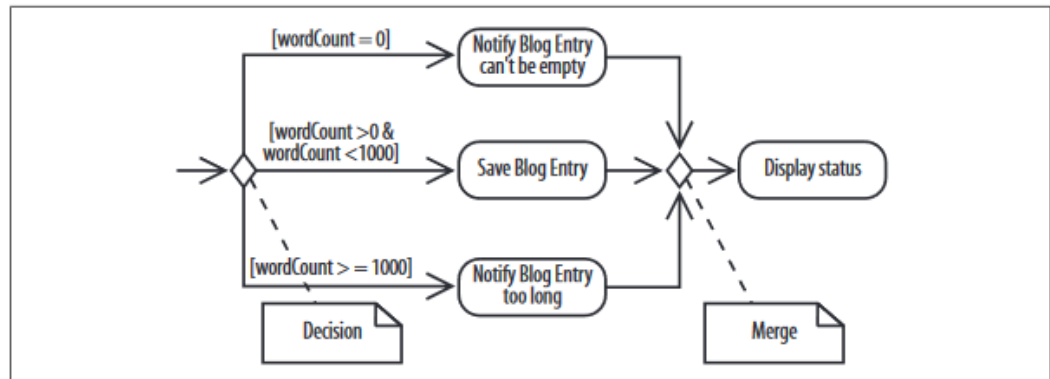 [wordCount = 0]
Notify Blog Entry
can't be empty
[wordCount >0 &
wordCount <1000]
Save Blog Entry
Display status
[wordCount > = 1000]
Notify Blog Entry
too long
Decision
Merge